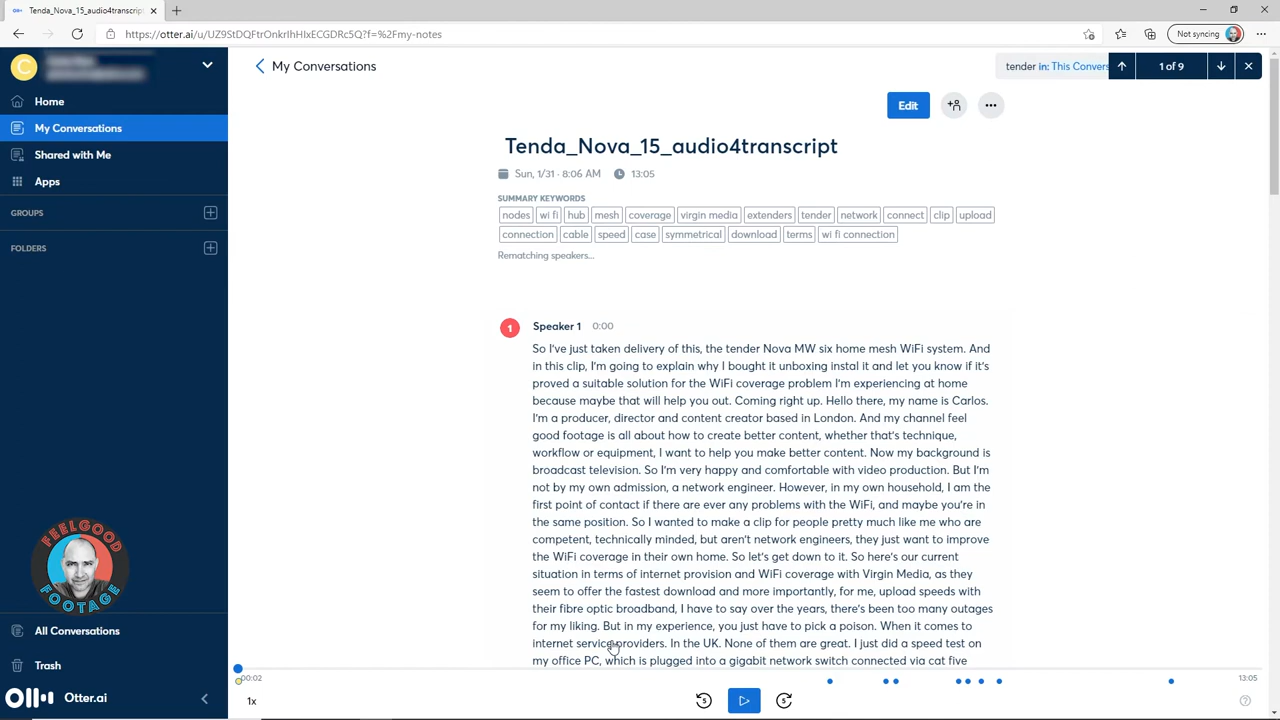 Tenda_Nova_15_audio4transcript
https://otter.ai/u/UZ9StDQFtrOnkrIhHIxECGDRc5Q?f=%2Fmy-notes
Not syncing
C
Home
My Conversations
Shared with Me
Apps
GROUPS
FOLDERS
FEELGOOD
FOOTAGE
All Conversations
Trash
Otter.ai
My Conversations
tender in: This Convers
1 of 9
Edit
Tenda_Nova_15_audio4transcript
Sun, 1/31 · 8:06 AM 13:05
SUMMARY KEYWORDS
nodes wi fi hub mesh coverage virgin media extenders tender network connect clip upload
connection cable speed case symmetrical download terms wi fi connection
Rematching speakers...
1 Speaker 1 0:00
So I've just taken delivery of this, the tender Nova MW six home mesh WiFi system. And
in this clip, I'm going to explain why I bought it unboxing instal it and let you know if it's
proved a suitable solution for the WiFi coverage problem I'm experiencing at home
because maybe that will help you out. Coming right up. Hello there, my name is Carlos.
I'm a producer, director and content creator based in London. And my channel feel
good footage is all about how to create better content, whether that's technique,
workflow or equipment, I want to help you make better content. Now my background is
broadcast television. So I'm very happy and comfortable with video production. But I'm
not by my own admission, a network engineer. However, in my own household, I am the
first point of contact if there are ever any problems with the WiFi, and maybe you're in
the same position. So I wanted to make a clip for people pretty much like me who are
competent, technically minded, but aren't network engineers, they just want to improve
the WiFi coverage in their own home. So let's get down to it. So here's our current
situation in terms of internet provision and WiFi coverage with Virgin Media, as they
seem to offer the fastest download and more importantly, for me, upload speeds with
their fibre optic broadband, I have to say over the years, there's been too many outages
for my liking. But in my experience, you just have to pick a poison. When it comes to
internet service providers. In the UK. None of them are great. I just did a speed test on
my office PC, which is plugged into a gigabit network switch connected via cat five
00:02
13:05
1x
5
5